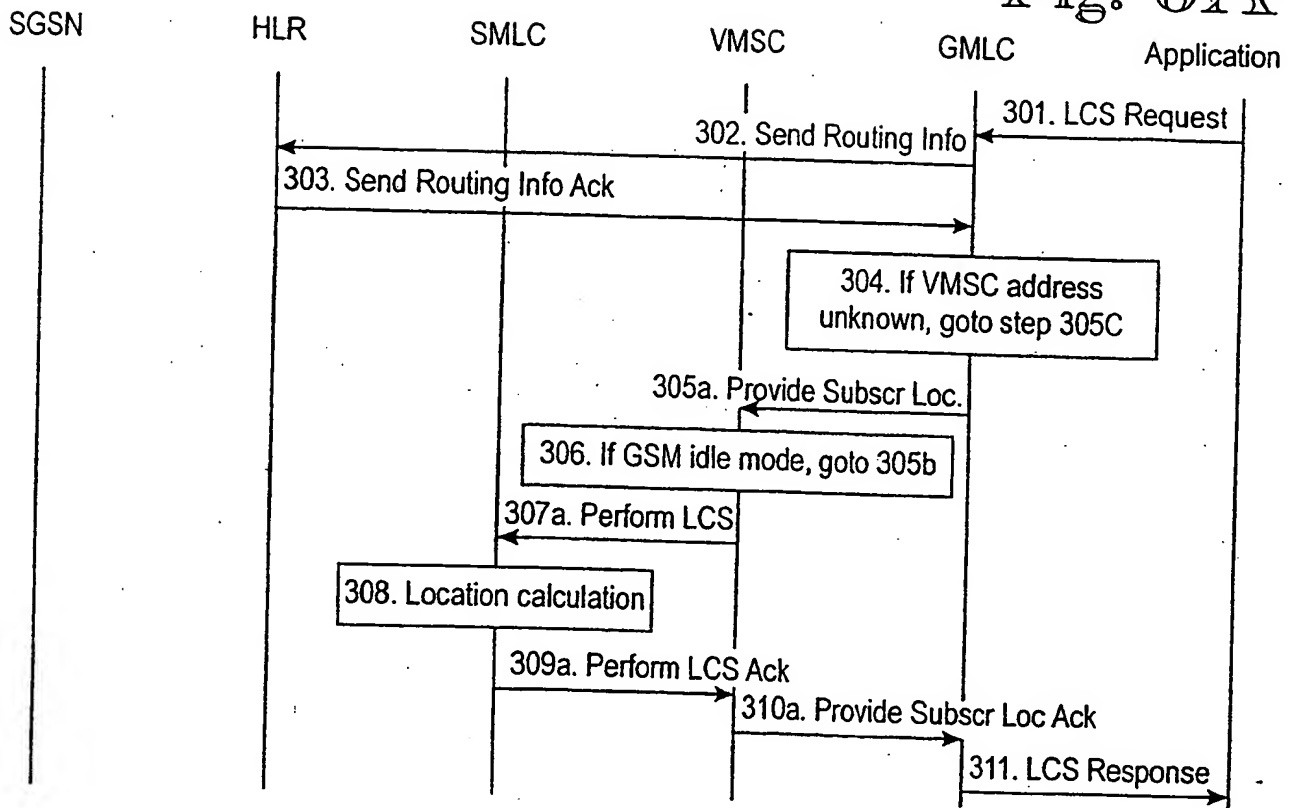 SGSN
HLR
SMLC
VMSC
GMLC
Application
301. LCS Request
302. Send Routing Info
303. Send Routing Info Ack
304. If VMSC address
unknown, goto step 305C
305a. Provide Subscr Loc.
306. If GSM idle mode, goto 305b
307a. Perform LCS
308. Location calculation
309a. Perform LCS Ack
310a. Provide Subscr Loc Ack
311. LCS Response